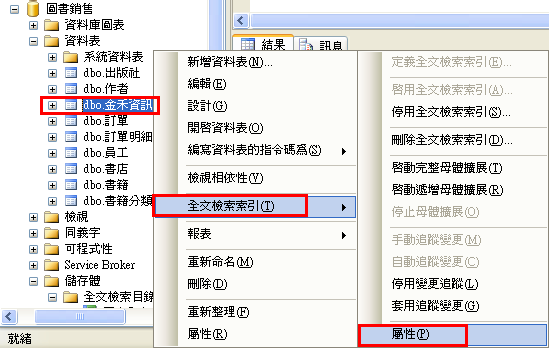 圖書銷售
資料庫圖表
資料表
系統資料表
dbo.出版社
dbo.作者
dbo.金禾資訊
dbo.訂單
dbo.訂單明細
dbo.員工
dbo.書店
dbo.書籍
dbo.書籍分類
檢視
同義字
可程式性
Service Broker
儲存體
全文檢索目錄
就緒
結果
訊息
新增資料表(N)...
編輯(E)
設計(G)
開啓資料表(O)
編寫資料表的指令碼爲(S)
檢視相依性(V)
全文檢索索引(T)
報表
重新命名(M)
刪除(D)
重新整理(F)
屬性(R)
定義全文檢索索引(E)...
啓用全文檢索索引(A)...
停用全文檢索索引(S)...
刪除全文檢索索引(D)...
啓動完整母體擴展(T)
啓動遞增母體擴展(R)
停止母體擴展(O)
手動追蹤變更(M)
自動追蹤變更(C)
停用變更追蹤(L)
套用追蹤變更(G)
屬性(P)